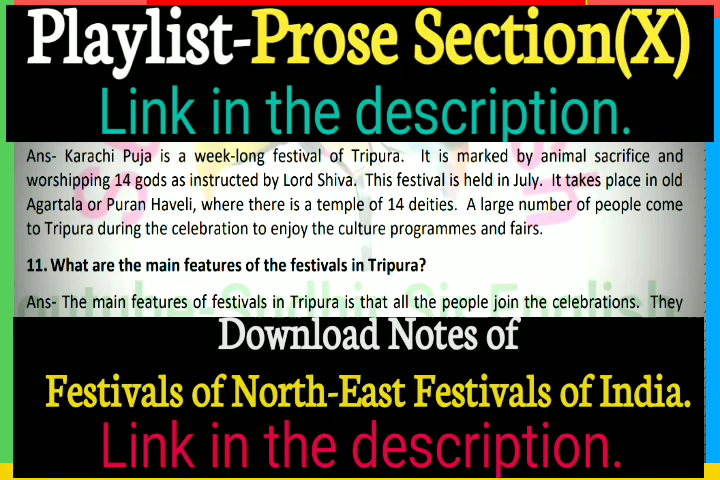 Playlist-Prose Section(X)
Link in the description.
Ans- Karachi Puja is a week-long festival of Tripura. It is marked by animal sacrifice and
worshipping 14 gods as instructed by Lord Shiva. This festival is held in July. It takes place in old
Agartala or Puran Haveli, where there is a temple of 14 deities. A large number of people come
to Tripura during the celebration to enjoy the culture programmes and fairs.
11. What are the main features of the festivals in Tripura?
Ans- The main features of festivals in Tripura is that all the people join the celebrations. They
Download Notes of
Festivals of North-East Festivals of India.
Link in the description.